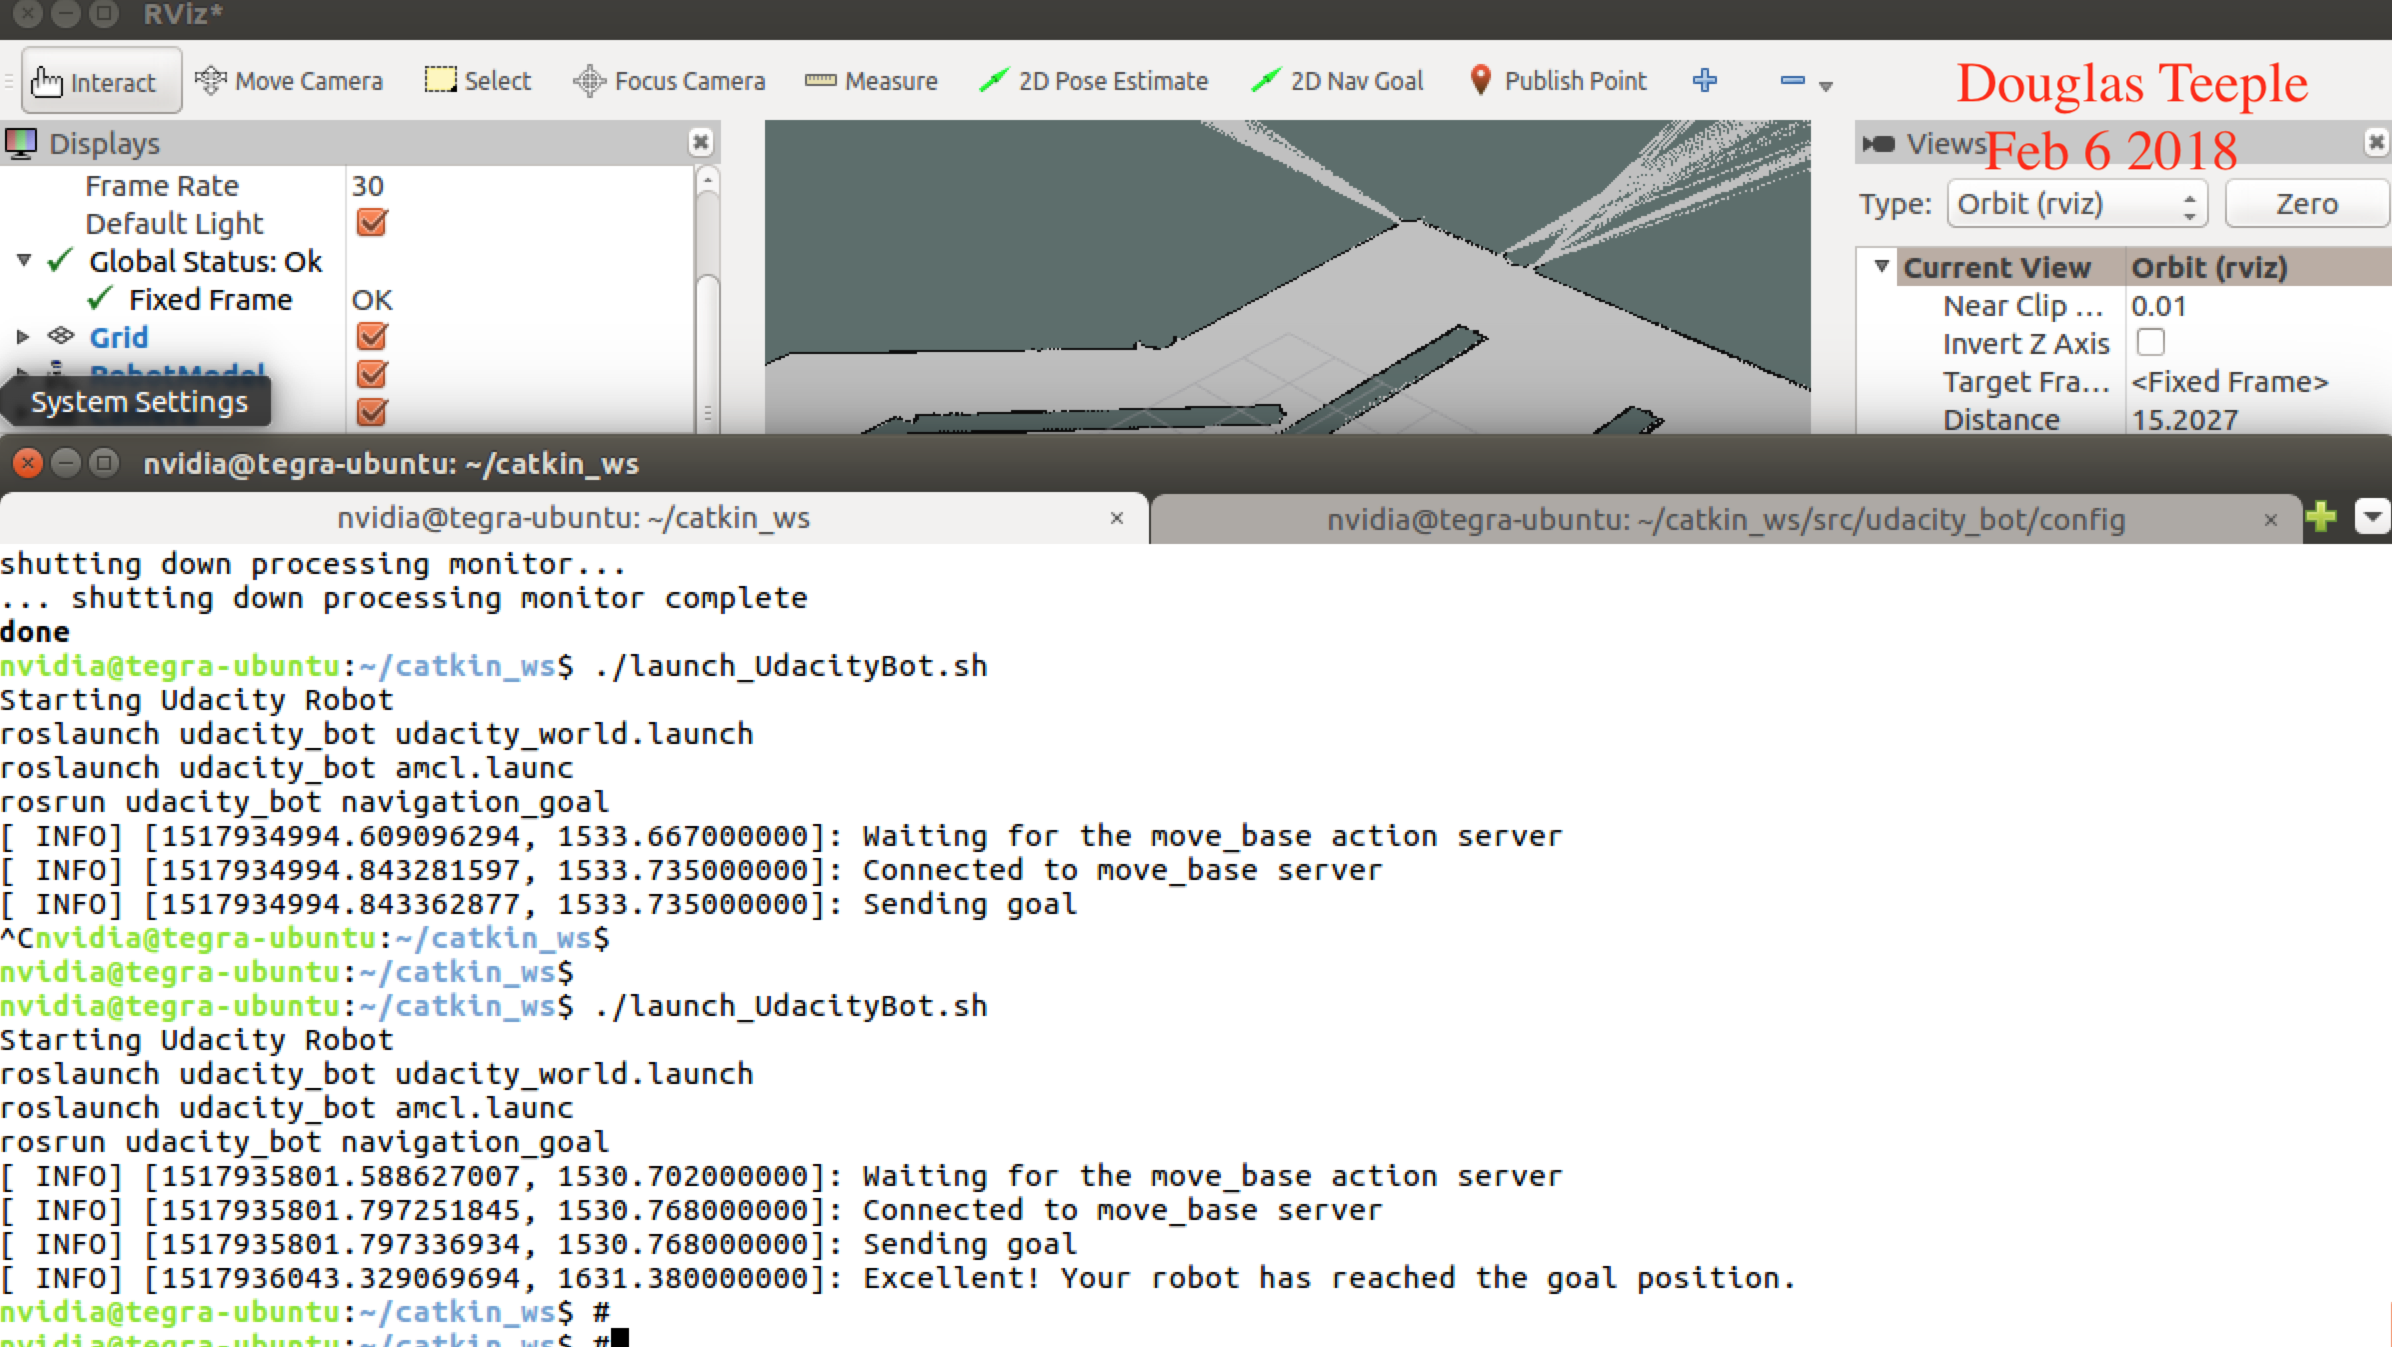 RViz*
Interact Move Camera Select Focus Camera Measure 2D Pose Estimate 2D Nav Goal Publish Point
Douglas Teeple
Feb 6 2018
Displays
Frame Rate 30
Default Light
Global Status: Ok
Fixed Frame OK
Grid
RobotModel
System Settings
Views
Type: Orbit (rviz) Zero
Current View Orbit (rviz)
Near Clip ... 0.01
Invert Z Axis
Target Fra... <Fixed Frame>
Distance 15.2027
nvidia@tegra-ubuntu: ~/catkin_ws
nvidia@tegra-ubuntu: ~/catkin_ws × nvidia@tegra-ubuntu: ~/catkin_ws/src/udacity_bot/config ×
shutting down processing monitor...
... shutting down processing monitor complete
done
nvidia@tegra-ubuntu:~/catkin_ws$ ./launch_UdacityBot.sh
Starting Udacity Robot
roslaunch udacity_bot udacity_world.launch
roslaunch udacity_bot amcl.launc
rosrun udacity_bot navigation_goal
[ INFO] [1517934994.609096294, 1533.667000000]: Waiting for the move_base action server
[ INFO] [1517934994.843281597, 1533.735000000]: Connected to move_base server
[ INFO] [1517934994.843362877, 1533.735000000]: Sending goal
^Cnvidia@tegra-ubuntu:~/catkin_ws$
nvidia@tegra-ubuntu:~/catkin_ws$
nvidia@tegra-ubuntu:~/catkin_ws$ ./launch_UdacityBot.sh
Starting Udacity Robot
roslaunch udacity_bot udacity_world.launch
roslaunch udacity_bot amcl.launc
rosrun udacity_bot navigation_goal
[ INFO] [1517935801.588627007, 1530.702000000]: Waiting for the move_base action server
[ INFO] [1517935801.797251845, 1530.768000000]: Connected to move_base server
[ INFO] [1517935801.797336934, 1530.768000000]: Sending goal
[ INFO] [1517936043.329069694, 1631.380000000]: Excellent! Your robot has reached the goal position.
nvidia@tegra-ubuntu:~/catkin_ws$ #
nvidia@tegra-ubuntu:~/catkin_ws$ #